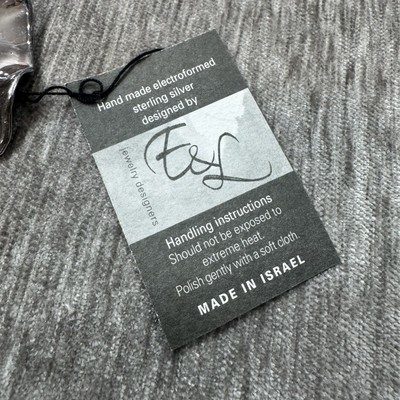 Hand made electroformed
sterling silver
designed by
E&L
jewelry designers
Handling instructions
Should not be exposed to
extreme heat.
Polish gently with a soft cloth.
MADE IN ISRAEL